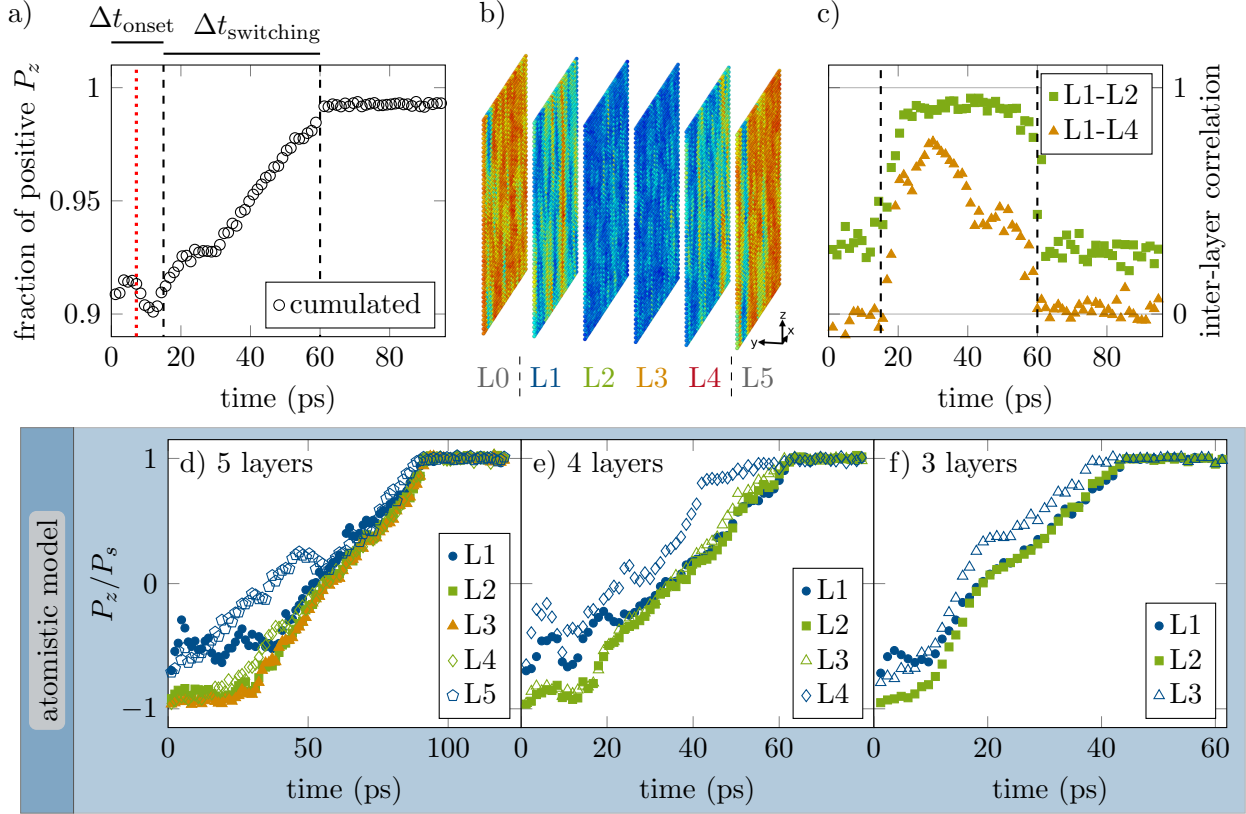 a)
Δt_onset
Δt_switching
fraction of positive P_z
1
0.95
0.9
cumulated
0 20 40 60 80
time (ps)
b)
z
x
y
L0 L1 L2 L3 L4 L5
c)
L1-L2
L1-L4
1
0
inter-layer correlation
0 20 40 60 80
time (ps)
atomistic model
P_z/P_s
1
0
−1
d) 5 layers
L1
L2
L3
L4
L5
0 50 100
time (ps)
e) 4 layers
L1
L2
L3
L4
0 20 40 60
time (ps)
f) 3 layers
L1
L2
L3
0 20 40 60
time (ps)